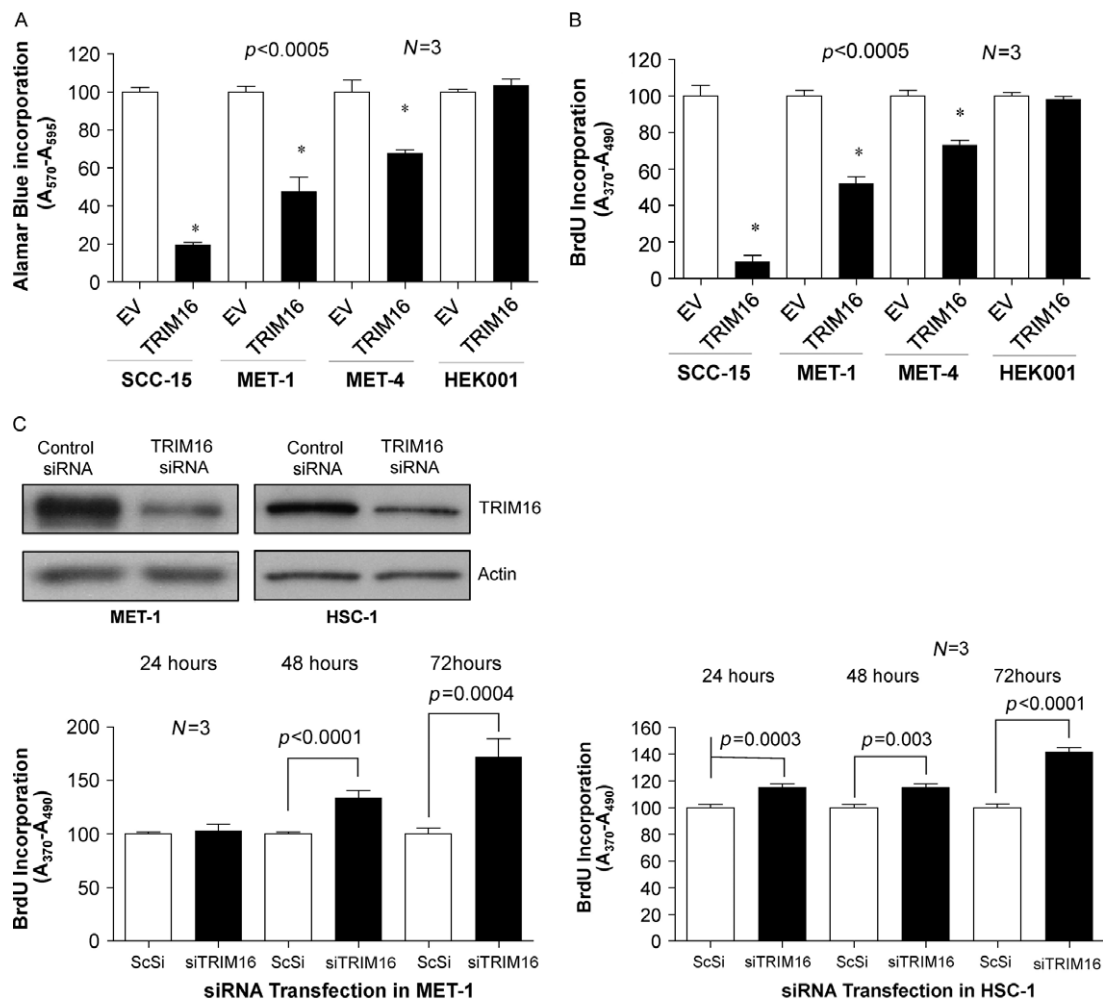 A
p<0.0005
N=3
Alamar Blue incorporation
(A570-A595)
120
100
80
60
40
20
0
*
*
*
EV
TRIM16
EV
TRIM16
EV
TRIM16
EV
TRIM16
SCC-15
MET-1
MET-4
HEK001
B
p<0.0005
N=3
BrdU Incorporation
(A370-A490)
120
100
80
60
40
20
0
*
*
*
EV
TRIM16
EV
TRIM16
EV
TRIM16
EV
TRIM16
SCC-15
MET-1
MET-4
HEK001
C
Control
siRNA
TRIM16
siRNA
Control
siRNA
TRIM16
siRNA
TRIM16
Actin
MET-1
HSC-1
24 hours
48 hours
72hours
p=0.0004
N=3
p<0.0001
BrdU Incorporation
(A370-A490)
200
150
100
50
0
ScSi
siTRIM16
ScSi
siTRIM16
ScSi
siTRIM16
siRNA Transfection in MET-1
N=3
24 hours
48 hours
72hours
p<0.0001
p=0.0003
p=0.003
BrdU Incorporation
(A370-A490)
160
140
120
100
80
60
40
20
0
ScSi
siTRIM16
ScSi
siTRIM16
ScSi
siTRIM16
siRNA Transfection in HSC-1